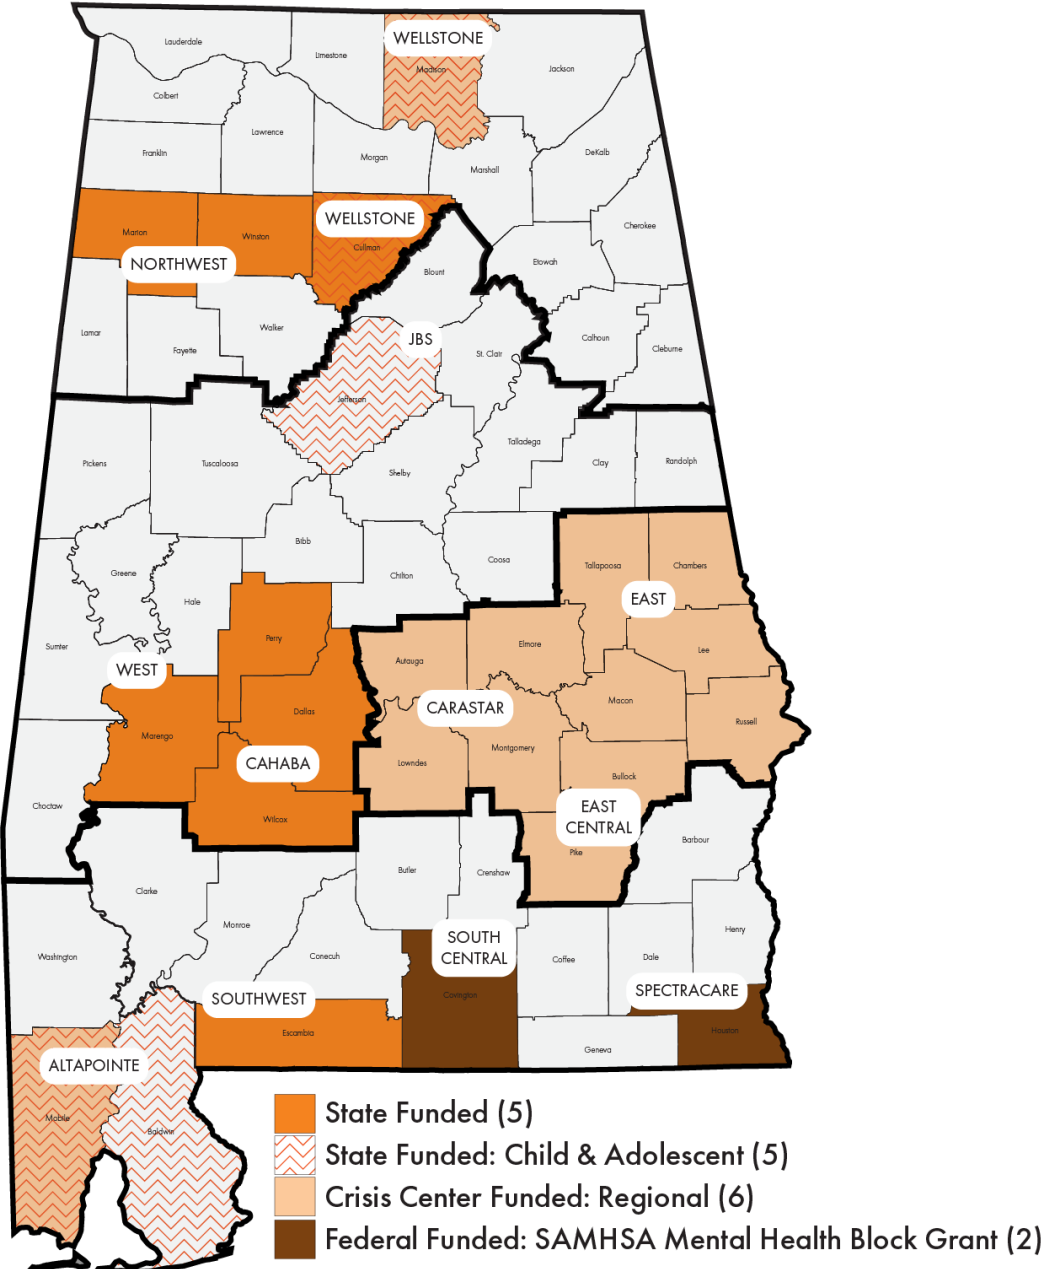 WELLSTONE
Lauderdale
Limestone
Madison
Jackson
Colbert
Lawrence
Franklin
Morgan
Marshall
DeKalb
Cherokee
WELLSTONE
Marion
Winston
Cullman
NORTHWEST
Blount
Etowah
Lamar
Walker
Fayette
JBS
St. Clair
Calhoun
Cleburne
Jefferson
Pickens
Tuscaloosa
Talladega
Clay
Randolph
Shelby
Bibb
Coosa
Chilton
Tallapoosa
Chambers
Greene
Hale
EAST
Sumter
Perry
Elmore
Lee
Autauga
WEST
Macon
CARASTAR
Dallas
Russell
Marengo
Montgomery
CAHABA
Lowndes
Bullock
Choctaw
Wilcox
EAST
CENTRAL
Pike
Barbour
Butler
Crenshaw
Clarke
Monroe
Henry
SOUTH
CENTRAL
Washington
Conecuh
Coffee
Dale
SOUTHWEST
Covington
SPECTRACARE
Escambia
Houston
Geneva
ALTAPOINTE
Mobile
Baldwin
State Funded (5)
State Funded: Child & Adolescent (5)
Crisis Center Funded: Regional (6)
Federal Funded: SAMHSA Mental Health Block Grant (2)